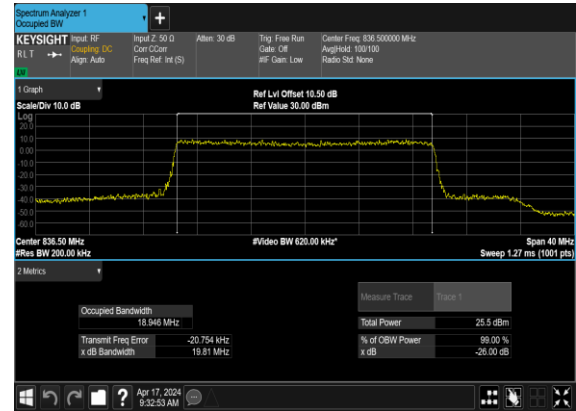 Spectrum Analyzer 1
Occupied BW
KEYSIGHT
RLT
Input: RF
Coupling: DC
Align: Auto
Input Z: 50 Ω
Corr CCorr
Freq Ref: Int (S)
Atten: 30 dB
Trig: Free Run
Gate: Off
#IF Gain: Low
Center Freq: 836.500000 MHz
Avg|Hold: 100/100
Radio Std: None
1 Graph
Scale/Div 10.0 dB
Ref Lvl Offset 10.50 dB
Ref Value 30.00 dBm
Log
20.0
10.0
0.00
-10.0
-20.0
-30.0
-40.0
-50.0
-60.0
Center 836.50 MHz
#Res BW 200.00 kHz
#Video BW 620.00 kHz*
Span 40 MHz
Sweep 1.27 ms (1001 pts)
2 Metrics
Measure Trace Trace 1
Occupied Bandwidth
18.946 MHz
Total Power 25.5 dBm
Transmit Freq Error -20.754 kHz
% of OBW Power 99.00 %
x dB Bandwidth 19.81 MHz
x dB -26.00 dB
Apr 17, 2024
9:32:53 AM